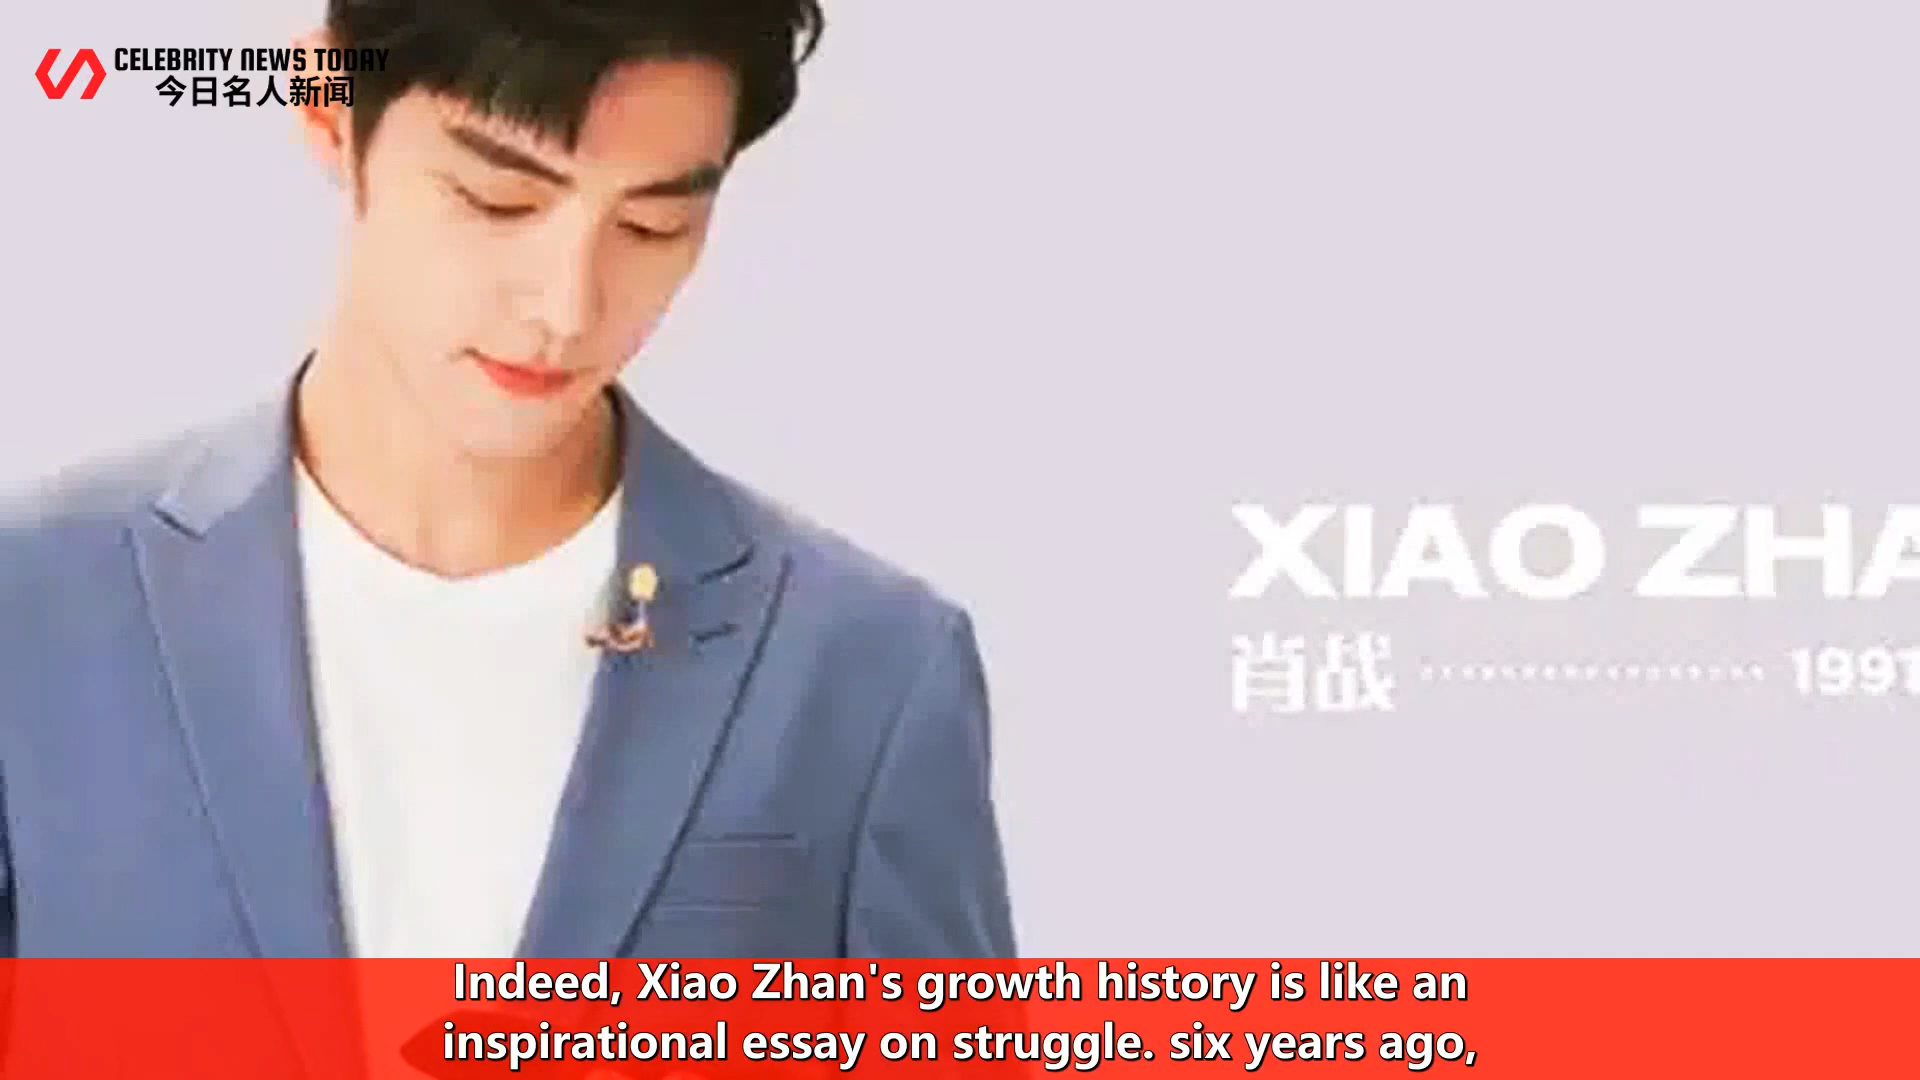 CELEBRITY NEWS TODAY
今日名人新闻
XIAO ZHA
肖战 ........................ 1991
Indeed, Xiao Zhan's growth history is like an
inspirational essay on struggle. six years ago,